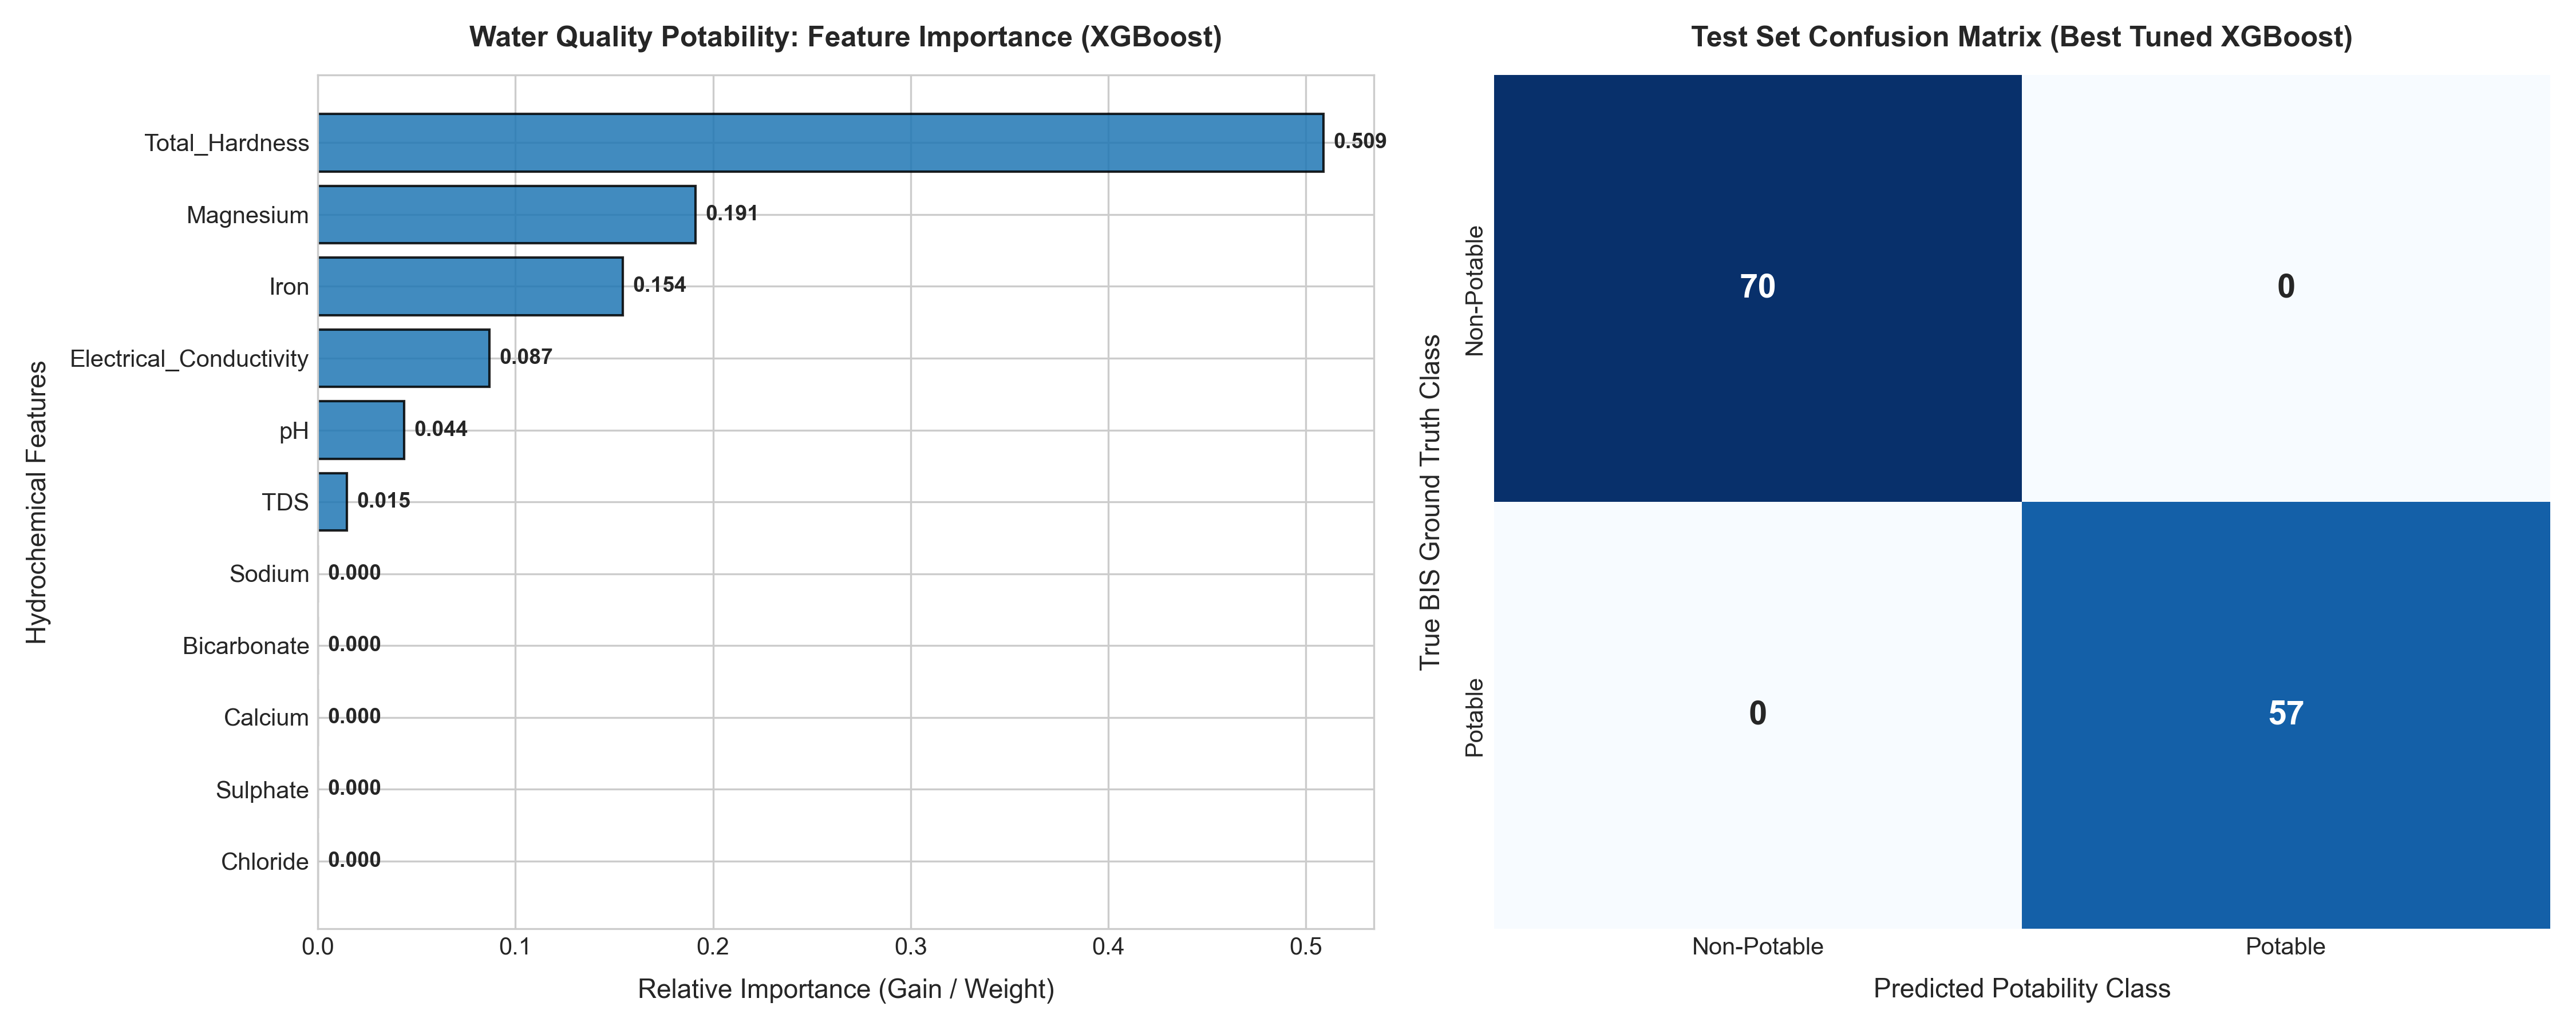 Water Quality Potability: Feature Importance (XGBoost)
Hydrochemical Features
Total_Hardness 0.509
Magnesium 0.191
Iron 0.154
Electrical_Conductivity 0.087
pH 0.044
TDS 0.015
Sodium 0.000
Bicarbonate 0.000
Calcium 0.000
Sulphate 0.000
Chloride 0.000
0.0 0.1 0.2 0.3 0.4 0.5
Relative Importance (Gain / Weight)
Test Set Confusion Matrix (Best Tuned XGBoost)
True BIS Ground Truth Class
Non-Potable 70 0
Potable 0 57
Non-Potable Potable
Predicted Potability Class